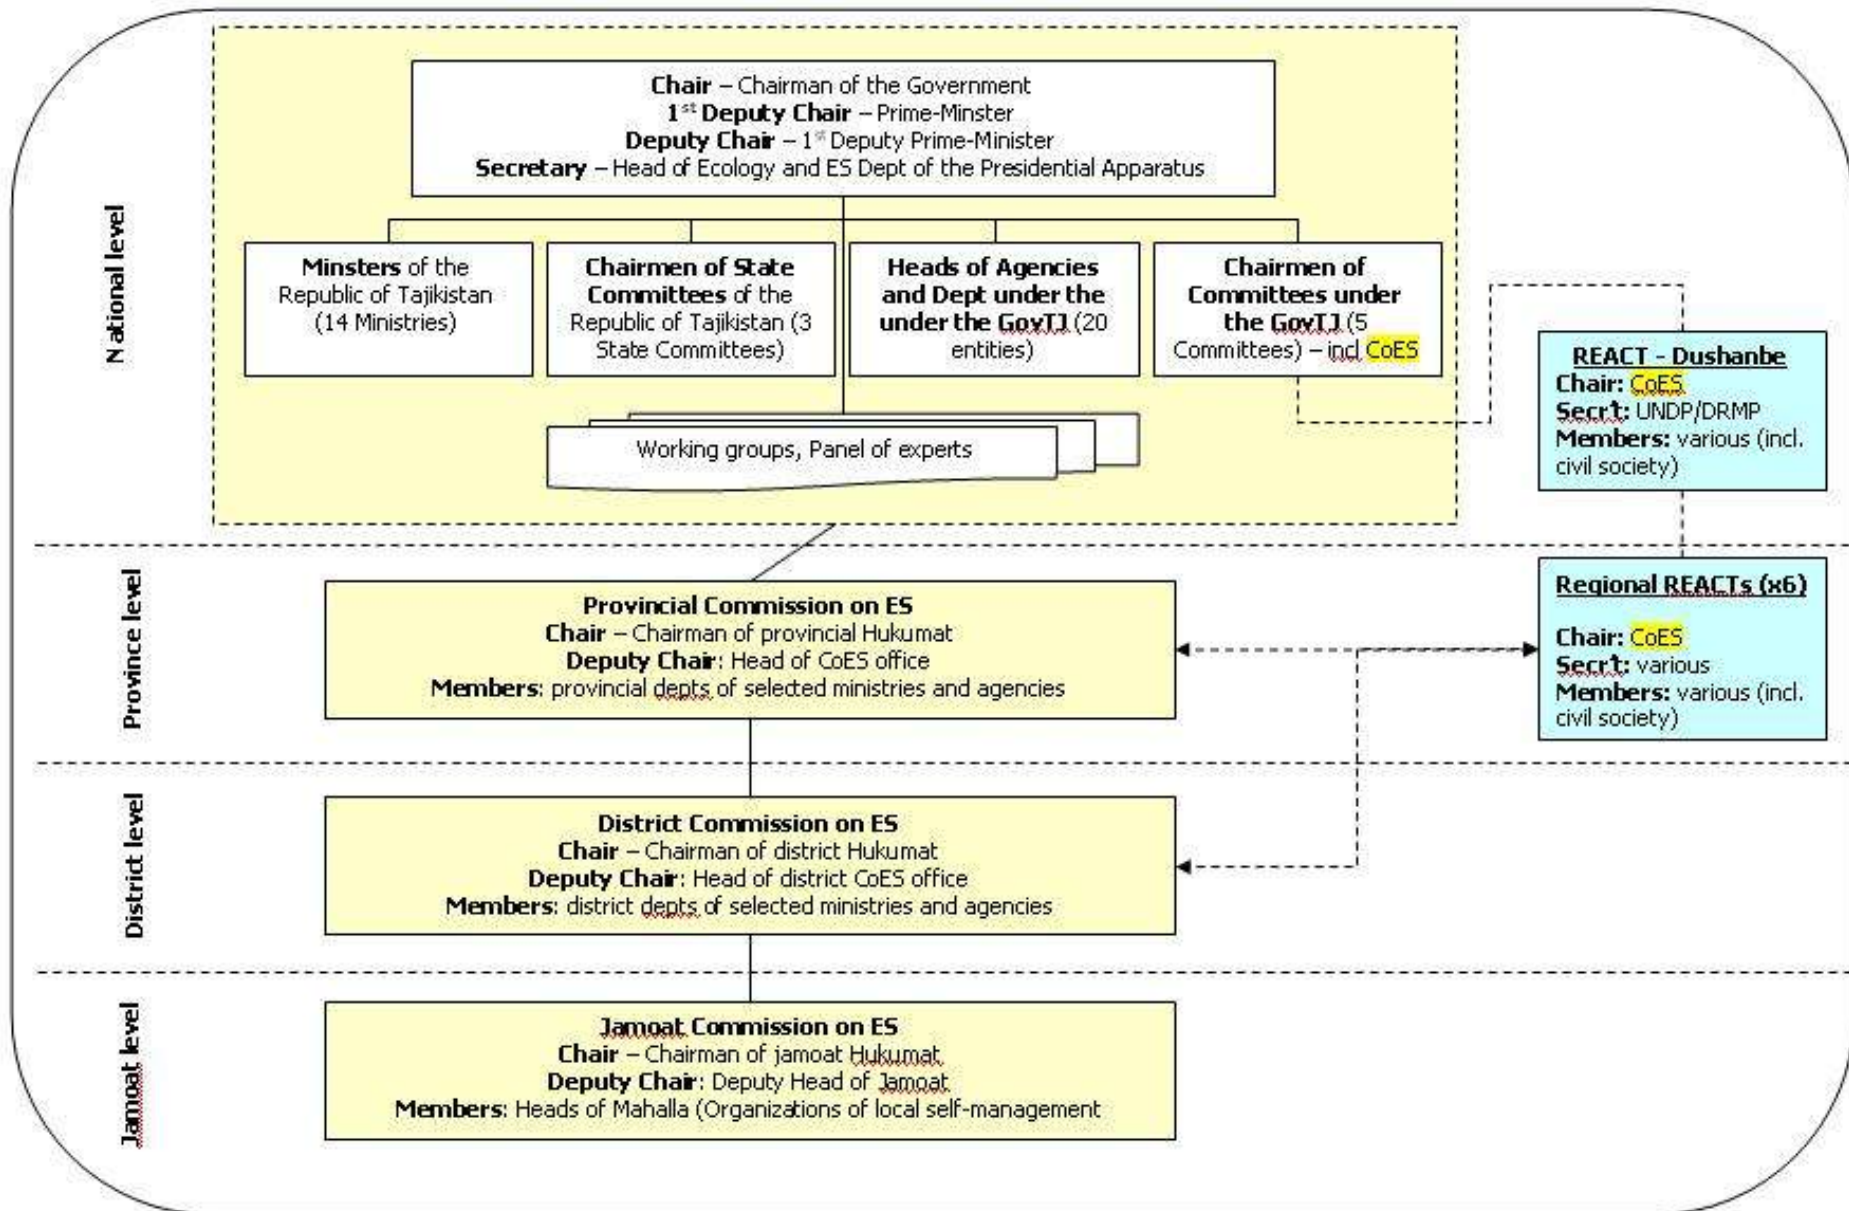 National level
Chair – Chairman of the Government
1st Deputy Chair – Prime-Minster
Deputy Chair – 1st Deputy Prime-Minister
Secretary – Head of Ecology and ES Dept of the Presidential Apparatus
Minsters of the
Republic of Tajikistan
(14 Ministries)
Chairmen of State
Committees of the
Republic of Tajikistan (3
State Committees)
Heads of Agencies
and Dept under the
under the GovTJ (20
entities)
Chairmen of
Committees under
the GovTJ (5
Committees) – incl CoES
Working groups, Panel of experts
REACT - Dushanbe
Chair: CoES
Secr't: UNDP/DRMP
Members: various (incl.
civil society)
Province level
Provincial Commission on ES
Chair – Chairman of provincial Hukumat
Deputy Chair: Head of CoES office
Members: provincial depts of selected ministries and agencies
Regional REACTs (x6)
Chair: CoES
Secr't: various
Members: various (incl.
civil society)
District level
District Commission on ES
Chair – Chairman of district Hukumat
Deputy Chair: Head of district CoES office
Members: district depts of selected ministries and agencies
Jamoat level
Jamoat Commission on ES
Chair – Chairman of jamoat Hukumat
Deputy Chair: Deputy Head of Jamoat
Members: Heads of Mahalla (Organizations of local self-management